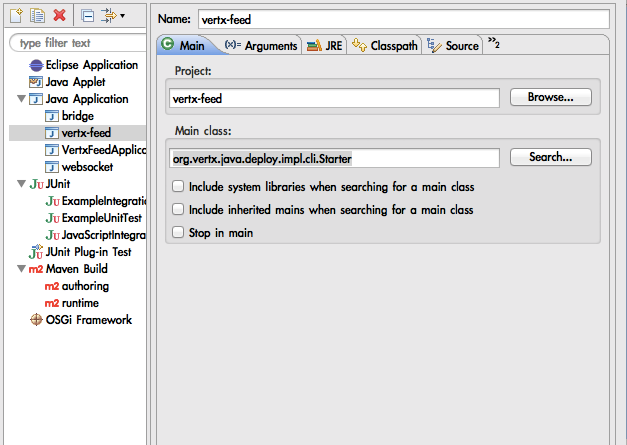 type filter text
Eclipse Application
Java Applet
Java Application
bridge
vertx-feed
VertxFeedApplica
websocket
JUnit
ExampleIntegratio
ExampleUnitTest
JavaScriptIntegra
JUnit Plug-in Test
m2 Maven Build
m2 authoring
m2 runtime
OSGi Framework
Name: vertx-feed
Main (x)= Arguments JRE Classpath Source »2
Project:
vertx-feed Browse...
Main class:
org.vertx.java.deploy.impl.cli.Starter Search...
Include system libraries when searching for a main class
Include inherited mains when searching for a main class
Stop in main